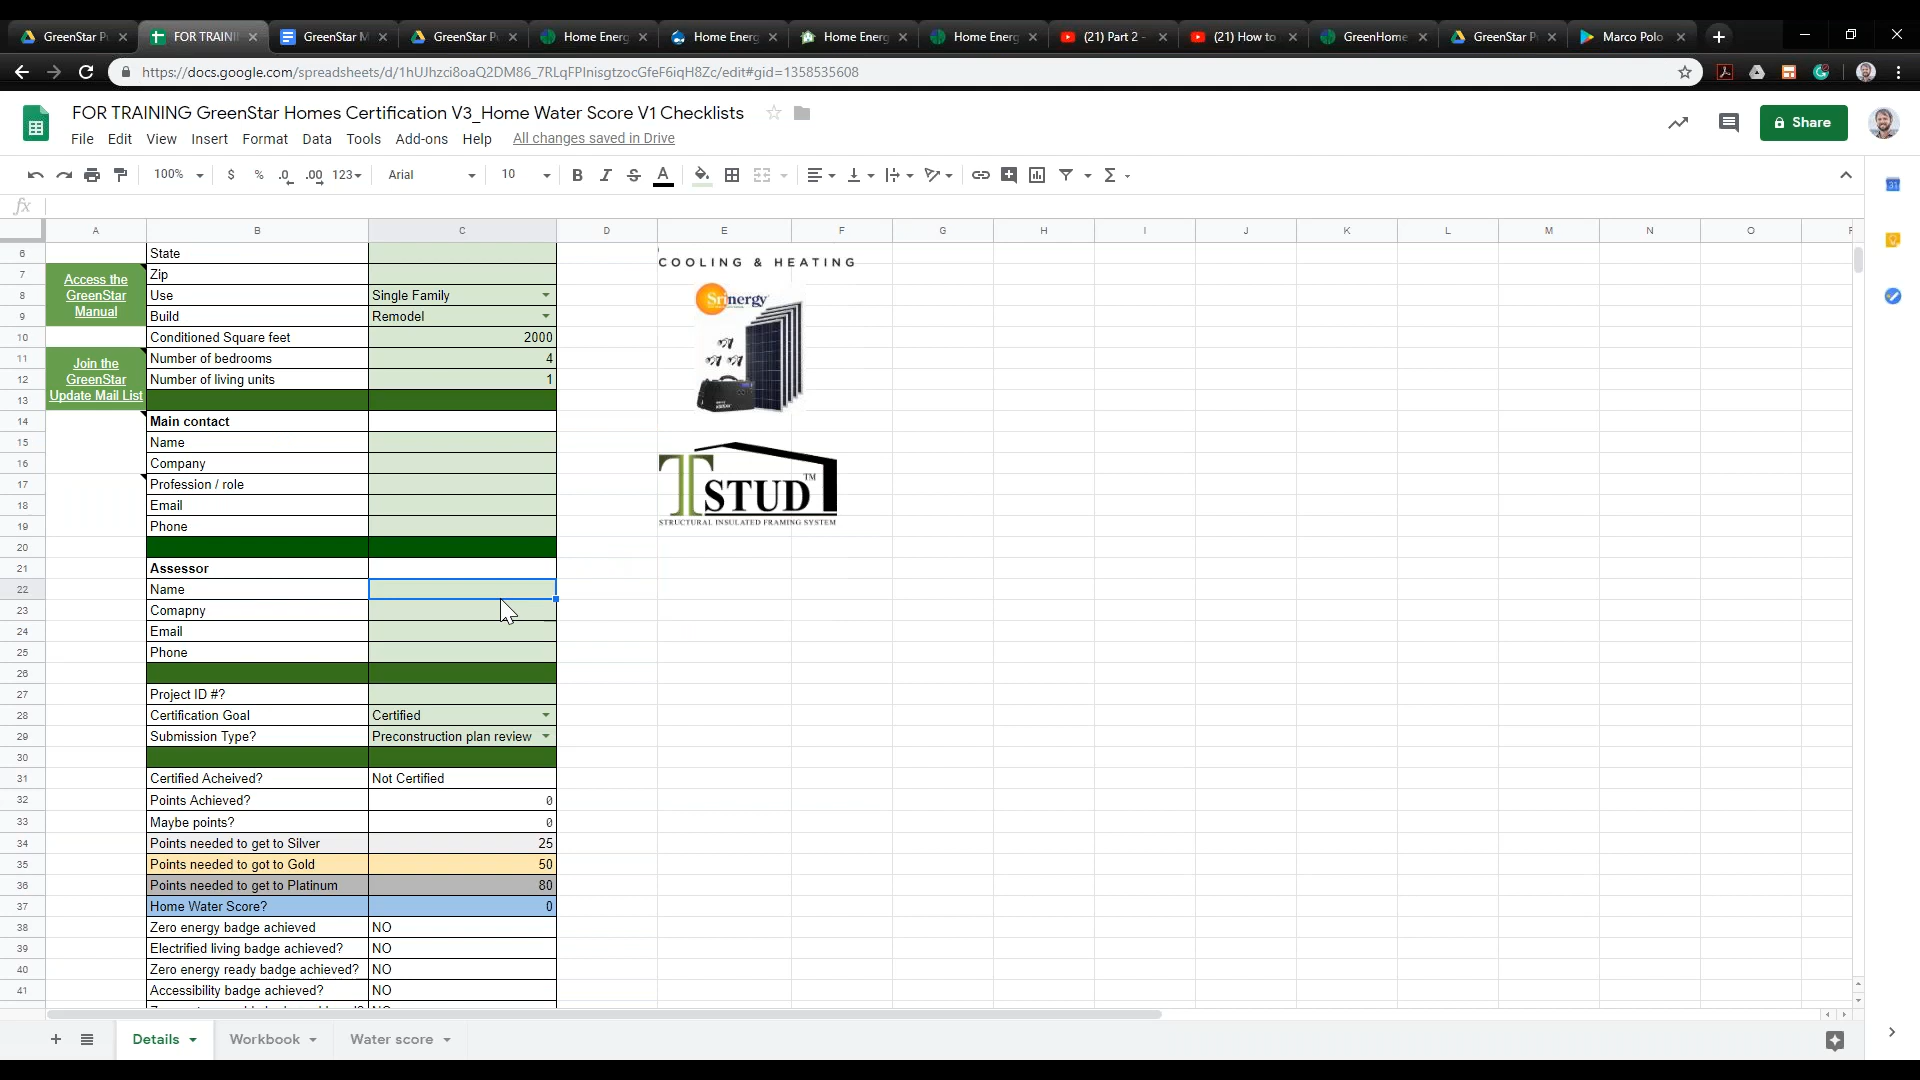 GreenStar P
FOR TRAINI
GreenStar M
GreenStar P
Home Energ
Home Energ
Home Energ
Home Energ
(21) Part 2 -
(21) How to
GreenHome
GreenStar P
Marco Polo
https://docs.google.com/spreadsheets/d/1hUJhzci8oaQ2DM86_7RLqFPInisgtzocGfeF6iqH8Zc/edit#gid=1358535608
FOR TRAINING GreenStar Homes Certification V3_Home Water Score V1 Checklists
File Edit View Insert Format Data Tools Add-ons Help All changes saved in Drive
Share
100% $ % .0 .00 123 Arial 10 B I S A Σ
fx
A B C D E F G H I J K L M N O
6 State
COOLING & HEATING
7 Zip
Access the
GreenStar
Manual
8 Use Single Family
Srinergy
9 Build Remodel
10 Conditioned Square feet 2000
Join the
GreenStar
Update Mail List
11 Number of bedrooms 4
12 Number of living units 1
13
14 Main contact
15 Name
16 Company
17 Profession / role
TSTUD™
STRUCTURAL INSULATED FRAMING SYSTEM
18 Email
19 Phone
20
21 Assessor
22 Name
23 Comapny
24 Email
25 Phone
26
27 Project ID #?
28 Certification Goal Certified
29 Submission Type? Preconstruction plan review
30
31 Certified Acheived? Not Certified
32 Points Achieved? 0
33 Maybe points? 0
34 Points needed to get to Silver 25
35 Points needed to got to Gold 50
36 Points needed to get to Platinum 80
37 Home Water Score? 0
38 Zero energy badge achieved NO
39 Electrified living badge achieved? NO
40 Zero energy ready badge achieved? NO
41 Accessibility badge achieved? NO
Details Workbook Water score